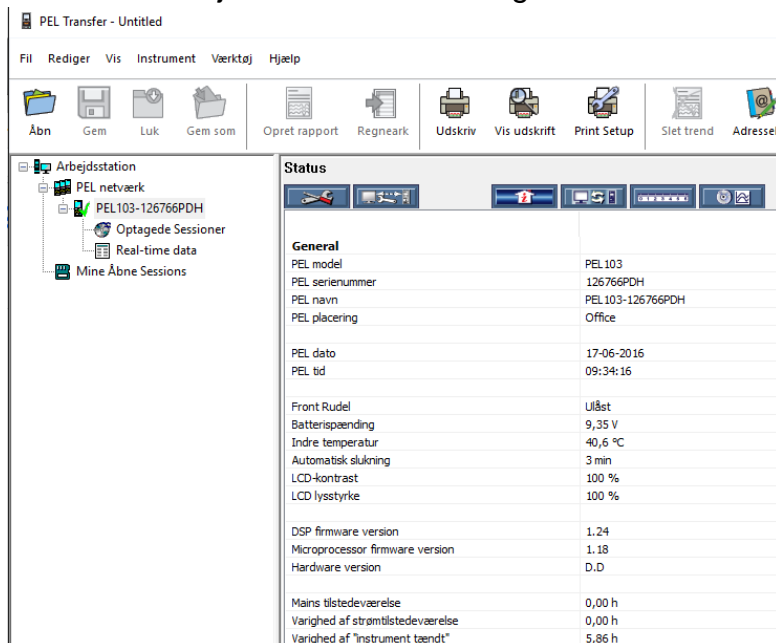 PEL Transfer - Untitled
Fil Rediger Vis Instrument Værktøj Hjælp
Åbn Gem Luk Gem som Opret rapport Regneark Udskriv Vis udskrift Print Setup Slet trend
Arbejdsstation
PEL netværk
PEL103-126766PDH
Optagede Sessioner
Real-time data
Mine Åbne Sessions
Status
General
PEL model PEL103
PEL serienummer 126766PDH
PEL navn PEL103-126766PDH
PEL placering Office
PEL dato 17-06-2016
PEL tid 09:34:16
Front Rudel Ulåst
Batterispænding 9,35 V
Indre temperatur 40,6 °C
Automatisk slukning 3 min
LCD-kontrast 100 %
LCD lysstyrke 100 %
DSP firmware version 1.24
Microprocessor firmware version 1.18
Hardware version D.D
Mains tilstedeværelse 0,00 h
Varighed af strømtilstedeværelse 0,00 h
Varighed af "instrument tændt" 5,86 h